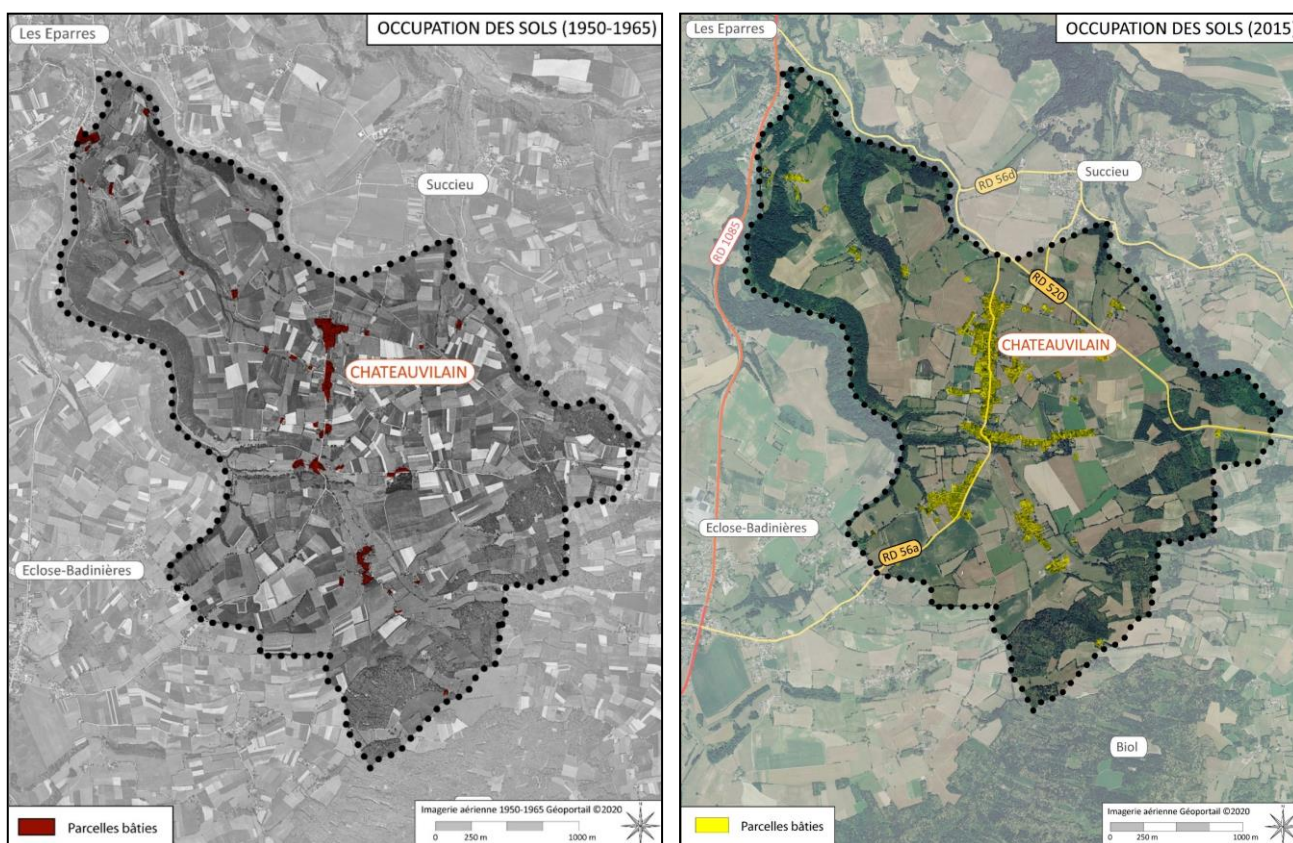 OCCUPATION DES SOLS (1950-1965)
Les Eparres
Succieu
CHATEAUVILAIN
Eclose-Badinières
Parcelles bâties
Imagerie aérienne 1950-1965 Géoportail ©2020
0 250 m 1000 m
OCCUPATION DES SOLS (2015)
Les Eparres
RD 56d
Succieu
RD 1085
RD 520
CHATEAUVILAIN
Eclose-Badinières
RD 56a
Biol
Parcelles bâties
Imagerie aérienne Géoportail ©2020
0 250 m 1000 m